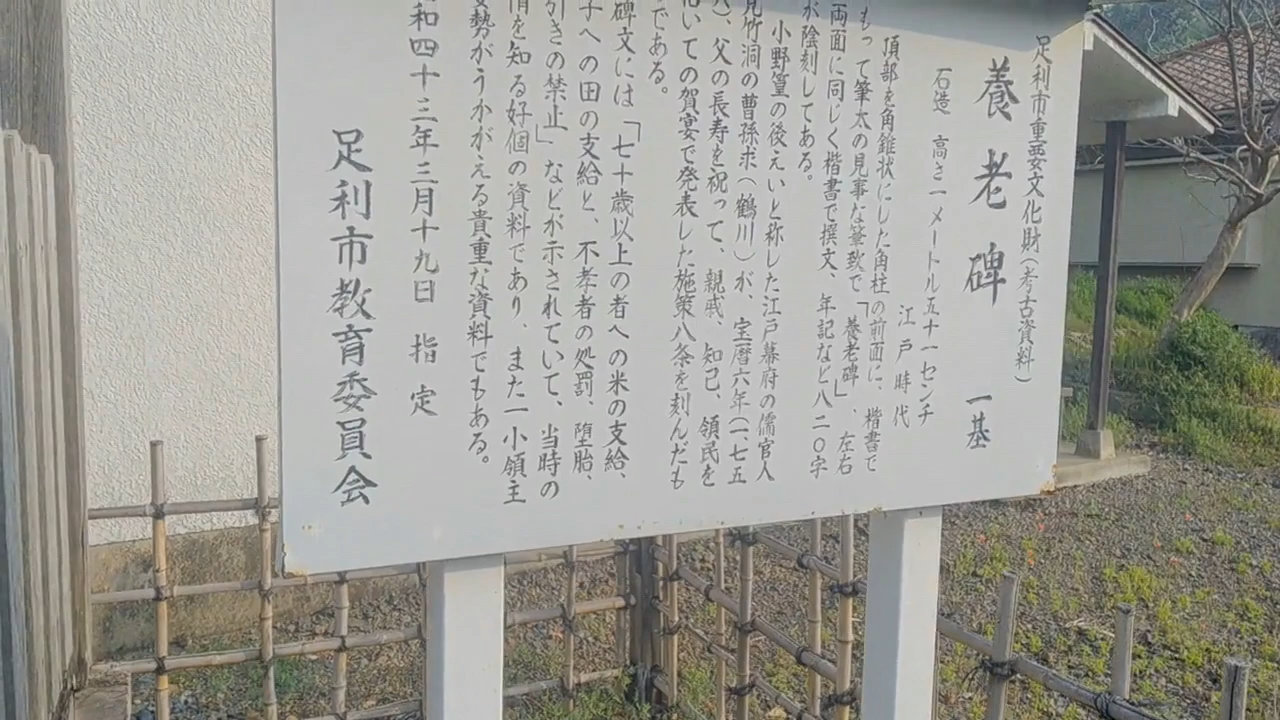 足利市重要文化財（考古資料）
養老碑 一基
石造 高さ一メートル五十一センチ
江戸時代
頂部を角錐状にした角柱の前面に、楷書で
もって筆太の見事な筆致で「養老碑」、左右
両面に同じく楷書で撰文、年記など八二〇字
が陰刻してある。
小野篁の後えいと称した江戸幕府の儒官人
見竹洞の曹孫求（鶴川）が、宝暦六年（一、七五
）、父の長寿を祝って、親戚、知己、領民を
招いての賀宴で発表した施策八条を刻んだも
である。
碑文には「七十歳以上の者への米の支給、
子への田の支給と、不孝者の処罰、堕胎、
引きの禁止」などが示されていて、当時の
情を知る好個の資料であり、また一小領主
姿勢がうかがえる貴重な資料でもある。
和四十三年三月十九日 指定
足利市教育委員会